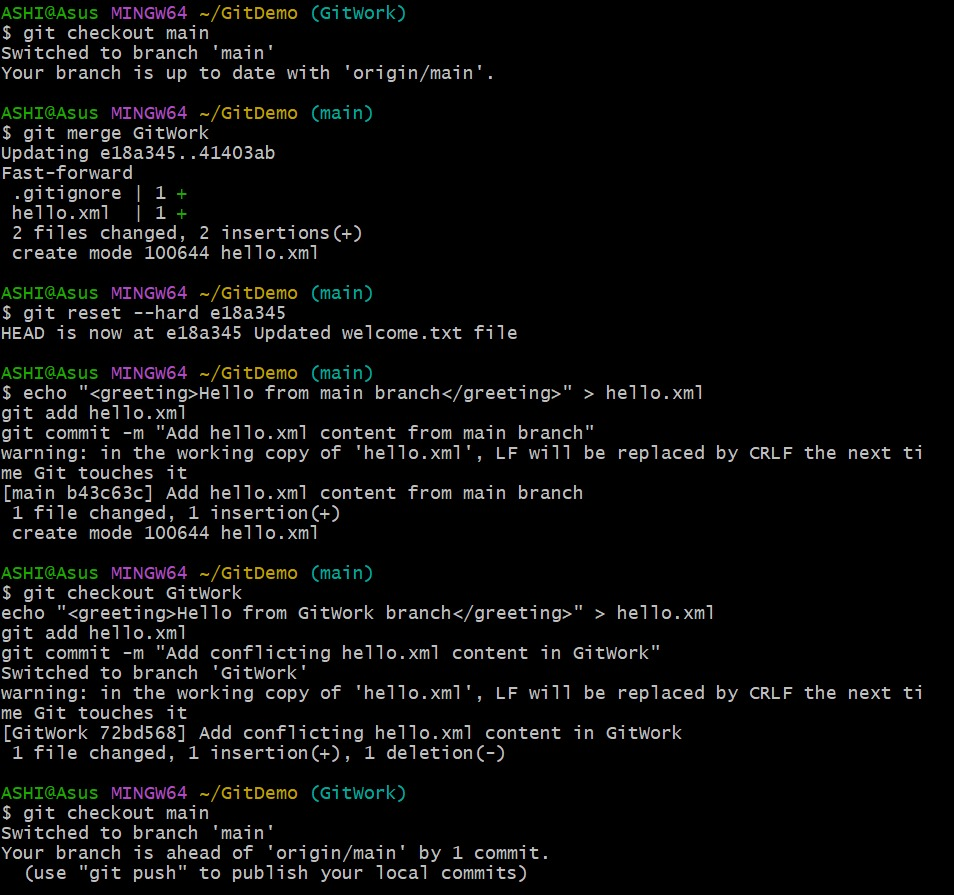 ASHI@Asus MINGW64 ~/GitDemo (GitWork)
$ git checkout main
Switched to branch 'main'
Your branch is up to date with 'origin/main'.

ASHI@Asus MINGW64 ~/GitDemo (main)
$ git merge GitWork
Updating e18a345..41403ab
Fast-forward
 .gitignore | 1 +
 hello.xml  | 1 +
 2 files changed, 2 insertions(+)
 create mode 100644 hello.xml

ASHI@Asus MINGW64 ~/GitDemo (main)
$ git reset --hard e18a345
HEAD is now at e18a345 Updated welcome.txt file

ASHI@Asus MINGW64 ~/GitDemo (main)
$ echo "<greeting>Hello from main branch</greeting>" > hello.xml
git add hello.xml
git commit -m "Add hello.xml content from main branch"
warning: in the working copy of 'hello.xml', LF will be replaced by CRLF the next ti
me Git touches it
[main b43c63c] Add hello.xml content from main branch
 1 file changed, 1 insertion(+)
 create mode 100644 hello.xml

ASHI@Asus MINGW64 ~/GitDemo (main)
$ git checkout GitWork
echo "<greeting>Hello from GitWork branch</greeting>" > hello.xml
git add hello.xml
git commit -m "Add conflicting hello.xml content in GitWork"
Switched to branch 'GitWork'
warning: in the working copy of 'hello.xml', LF will be replaced by CRLF the next ti
me Git touches it
[GitWork 72bd568] Add conflicting hello.xml content in GitWork
 1 file changed, 1 insertion(+), 1 deletion(-)

ASHI@Asus MINGW64 ~/GitDemo (GitWork)
$ git checkout main
Switched to branch 'main'
Your branch is ahead of 'origin/main' by 1 commit.
  (use "git push" to publish your local commits)